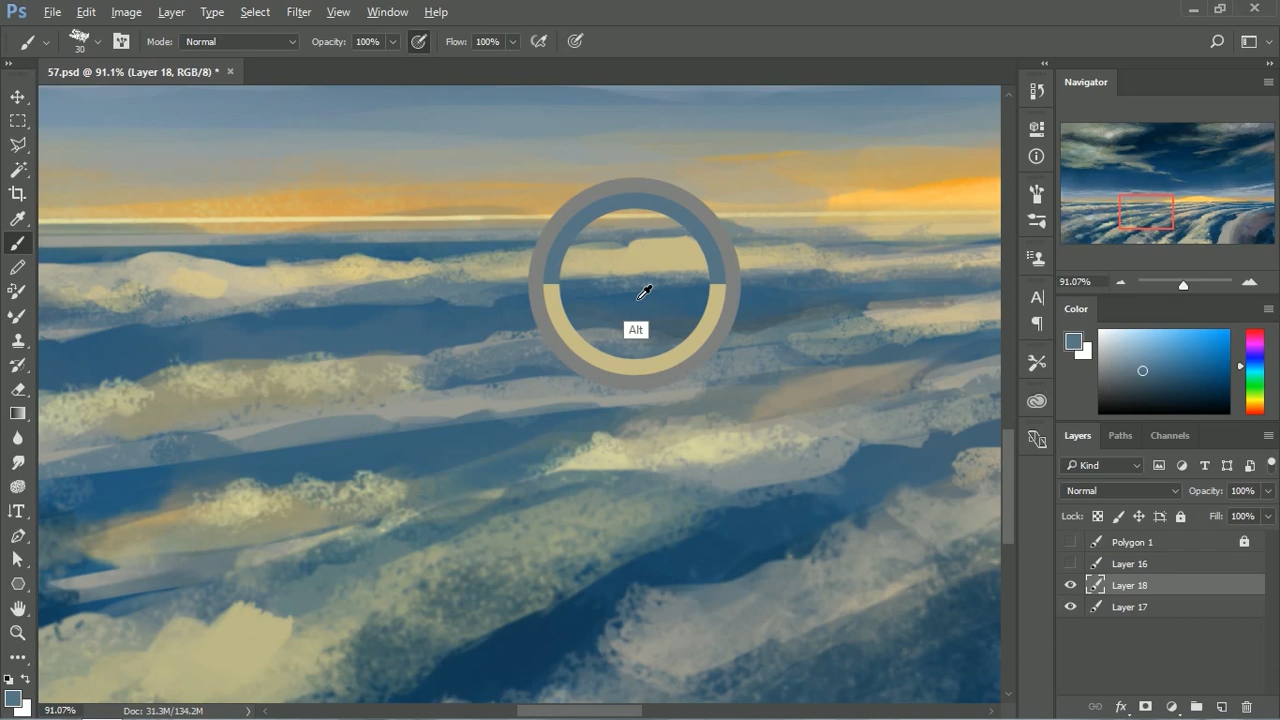 Ps File Edit Image Layer Type Select Filter View Window Help
30 Mode: Normal Opacity: 100% Flow: 100%
57.psd @ 91.1% (Layer 18, RGB/8) * ×
Navigator
91.07%
Color
Alt
Layers Paths Channels
Kind
Normal Opacity: 100%
Lock: Fill: 100%
Polygon 1
Layer 16
Layer 18
Layer 17
91.07% Doc: 31.3M/134.2M
fx